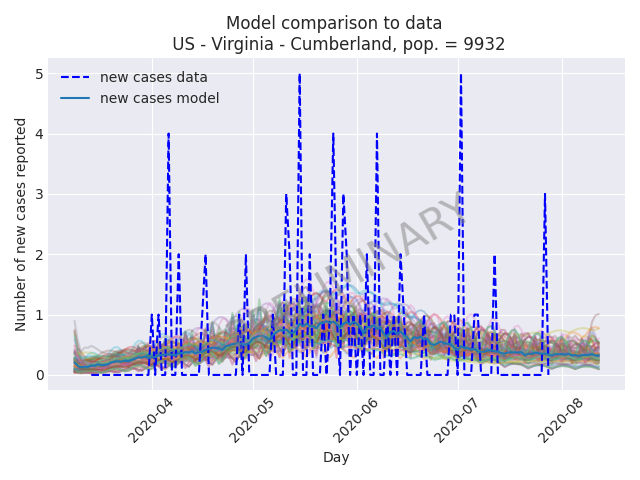 Model comparison to data
US - Virginia - Cumberland, pop. = 9932
new cases data
new cases model
Number of new cases reported
5
4
3
2
1
0
PRELIMINARY
2020-04
2020-05
2020-06
2020-07
2020-08
Day